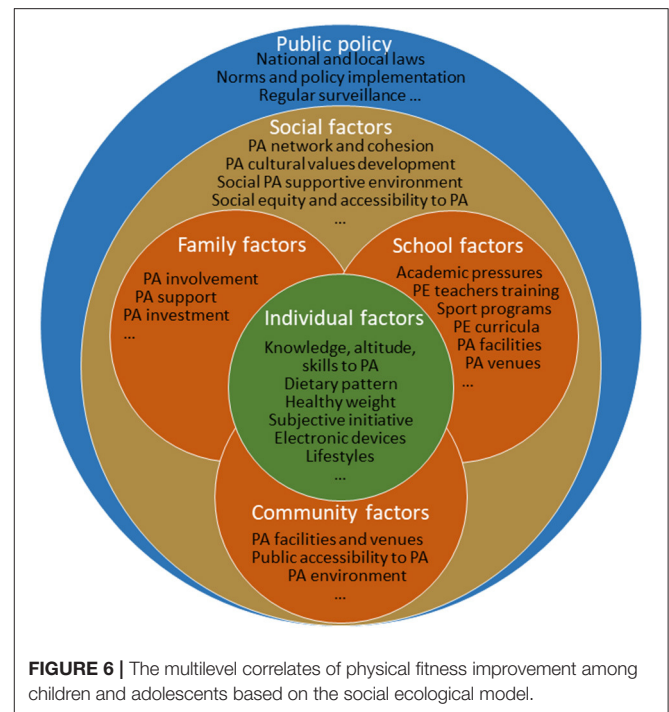 Public policy
National and local laws
Norms and policy implementation
Regular surveillance ...
Social factors
PA network and cohesion
PA cultural values development
Social PA supportive environment
Social equity and accessibility to PA
...
Family factors
PA involvement
PA support
PA investment
...
School factors
Academic pressures
PE teachers training
Sport programs
PE curricula
PA facilities
PA venues
...
Individual factors
Knowledge, altitude,
skills to PA
Dietary pattern
Healthy weight
Subjective initiative
Electronic devices
Lifestyles
...
Community factors
PA facilities and venues
Public accessibility to PA
PA environment
...
FIGURE 6 | The multilevel correlates of physical fitness improvement among
children and adolescents based on the social ecological model.